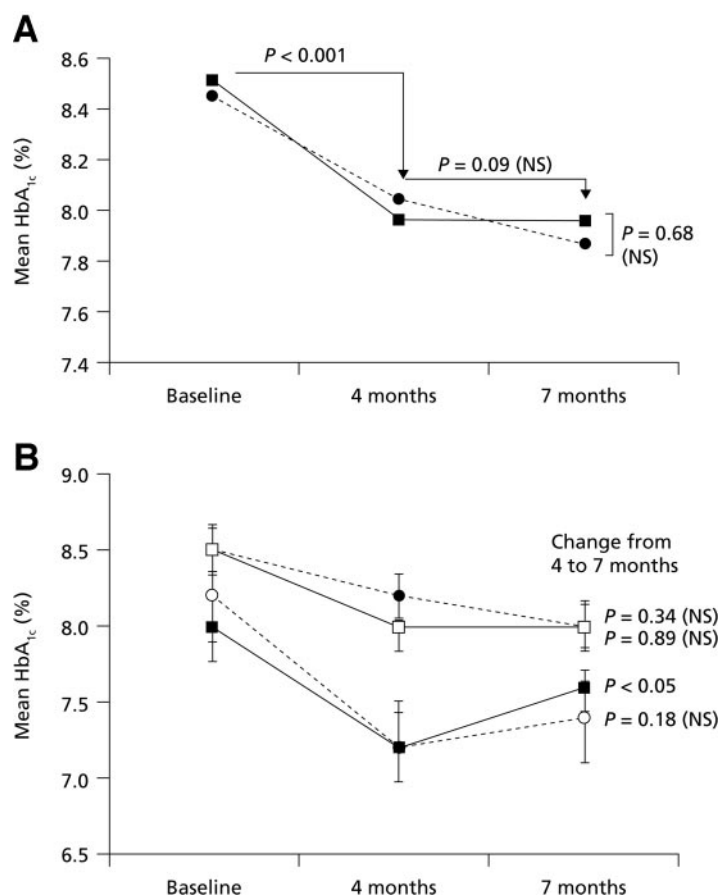 A
Mean HbA1c (%)
8.6
8.4
8.2
8.0
7.8
7.6
7.4
P < 0.001
P = 0.09 (NS)
P = 0.68
(NS)
Baseline
4 months
7 months
B
Mean HbA1c (%)
9.0
8.5
8.0
7.5
7.0
6.5
Change from
4 to 7 months
P = 0.34 (NS)
P = 0.89 (NS)
P < 0.05
P = 0.18 (NS)
Baseline
4 months
7 months